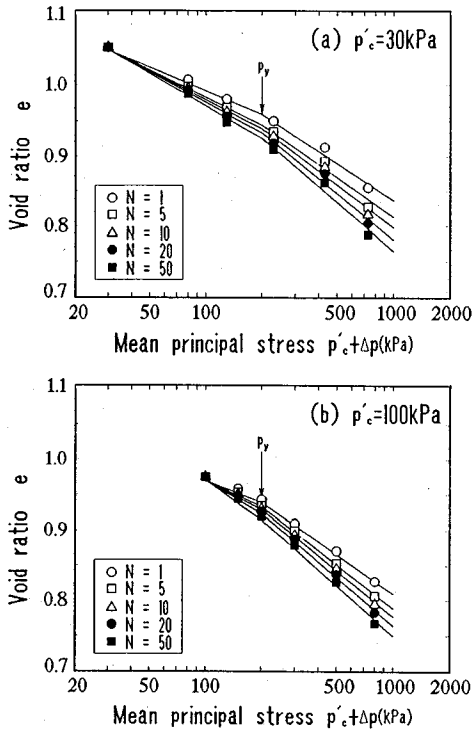 1.1
(a) p'c=30kPa
1.0
py
0.9
Void ratio e
N = 1
N = 5
0.8
N = 10
N = 20
N = 50
0.7
20 50 100 200 500 1000 2000
Mean principal stress p'c+Δp(kPa)
1.1
(b) p'c=100kPa
1.0
py
0.9
Void ratio e
N = 1
N = 5
0.8
N = 10
N = 20
N = 50
0.7
20 50 100 200 500 1000 2000
Mean principal stress p'c+Δp(kPa)